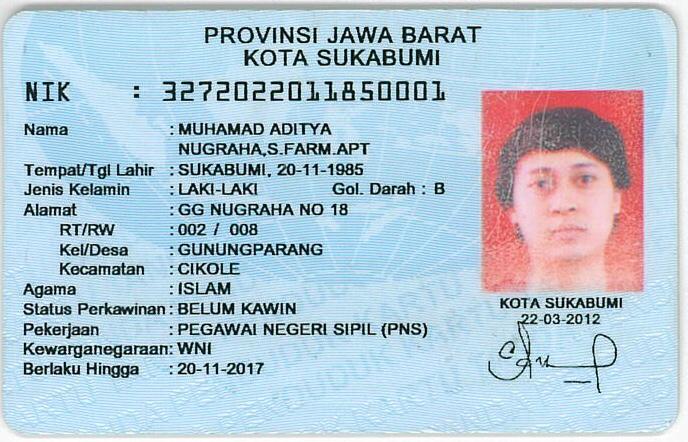 PROVINSI JAWA BARAT
KOTA SUKABUMI
NIK : 3272022011850001
Nama : MUHAMAD ADITYA
NUGRAHA,S.FARM.APT
Tempat/Tgl Lahir : SUKABUMI, 20-11-1985
Jenis Kelamin : LAKI-LAKI Gol. Darah : B
Alamat : GG NUGRAHA NO 18
RT/RW : 002 / 008
Kel/Desa : GUNUNGPARANG
Kecamatan : CIKOLE
Agama : ISLAM
Status Perkawinan : BELUM KAWIN
Pekerjaan : PEGAWAI NEGERI SIPIL (PNS)
Kewarganegaraan: WNI
Berlaku Hingga : 20-11-2017
KOTA SUKABUMI
22-03-2012